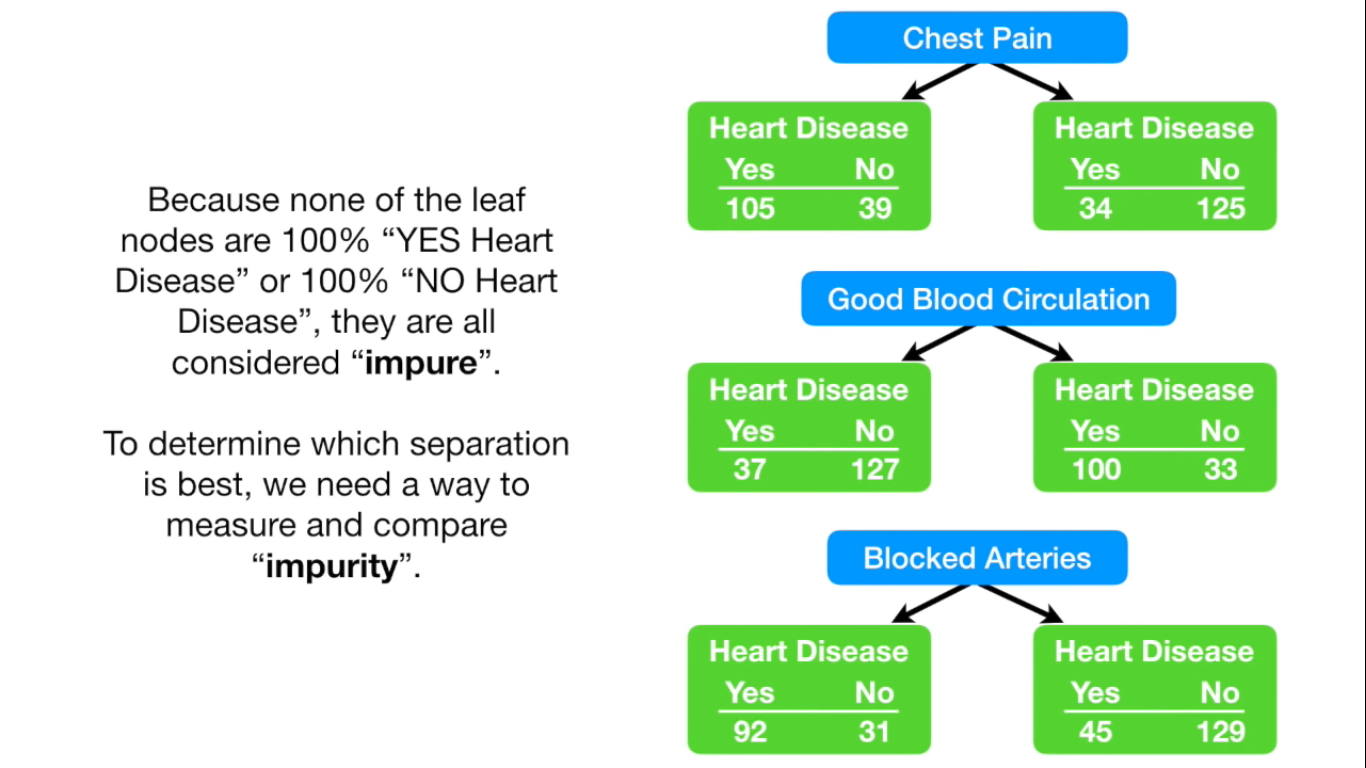 Because none of the leaf
nodes are 100% “YES Heart
Disease” or 100% “NO Heart
Disease”, they are all
considered “impure”.
To determine which separation
is best, we need a way to
measure and compare
“impurity”.
Chest Pain
Heart Disease
Yes No
105 39
Heart Disease
Yes No
34 125
Good Blood Circulation
Heart Disease
Yes No
37 127
Heart Disease
Yes No
100 33
Blocked Arteries
Heart Disease
Yes No
92 31
Heart Disease
Yes No
45 129